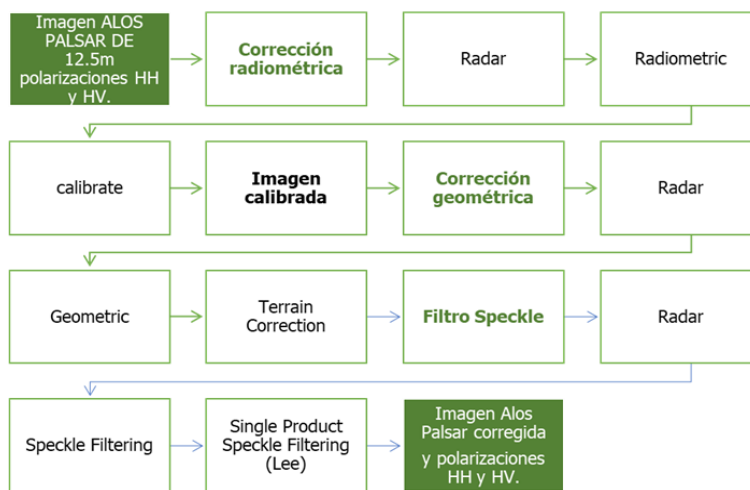 Imagen ALOS
PALSAR DE
12.5m
polarizaciones HH
y HV.
Corrección
radiométrica
Radar
Radiometric
calibrate
Imagen
calibrada
Corrección
geométrica
Radar
Geometric
Terrain
Correction
Filtro Speckle
Radar
Speckle Filtering
Single Product
Speckle Filtering
(Lee)
Imagen Alos
Palsar corregida
y polarizaciones
HH y HV.